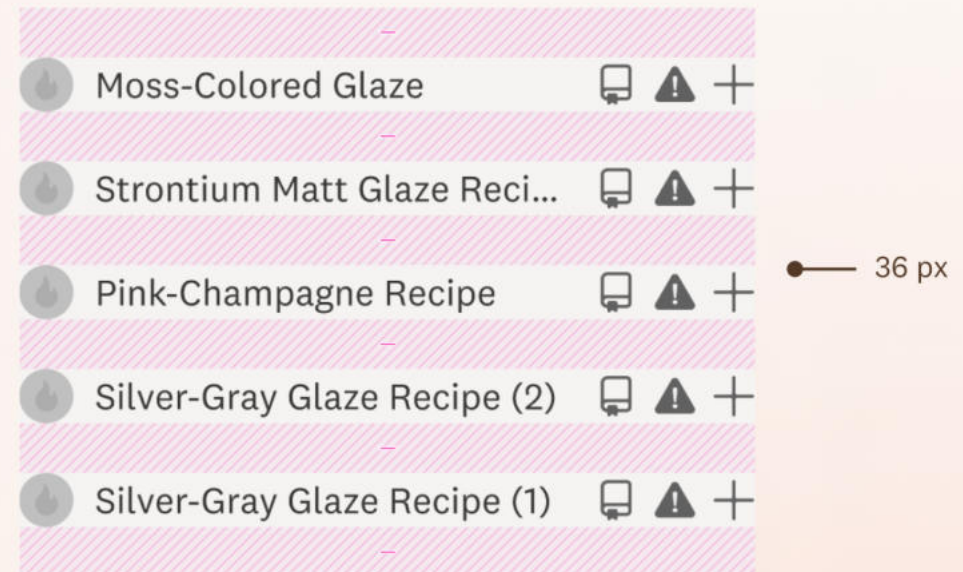 Moss-Colored Glaze
Strontium Matt Glaze Reci...
36 px
Pink-Champagne Recipe
Silver-Gray Glaze Recipe (2)
Silver-Gray Glaze Recipe (1)